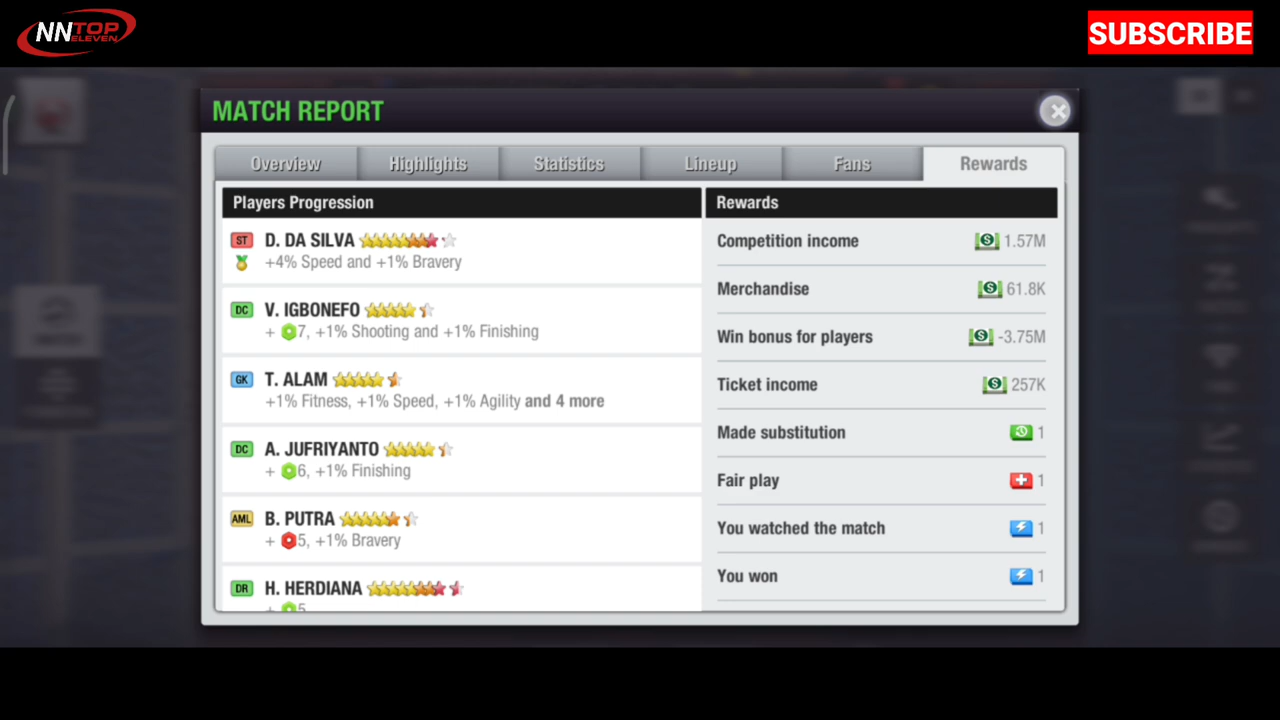 NNTOP
ELEVEN
SUBSCRIBE
MATCH REPORT
Overview
Highlights
Statistics
Lineup
Fans
Rewards
Players Progression
ST D. DA SILVA
+4% Speed and +1% Bravery
DC V. IGBONEFO
+ 7, +1% Shooting and +1% Finishing
GK T. ALAM
+1% Fitness, +1% Speed, +1% Agility and 4 more
DC A. JUFRIYANTO
+ 6, +1% Finishing
AML B. PUTRA
+ 5, +1% Bravery
DR H. HERDIANA
+ 5
Rewards
Competition income 1.57M
Merchandise 61.8K
Win bonus for players -3.75M
Ticket income 257K
Made substitution 1
Fair play 1
You watched the match 1
You won 1